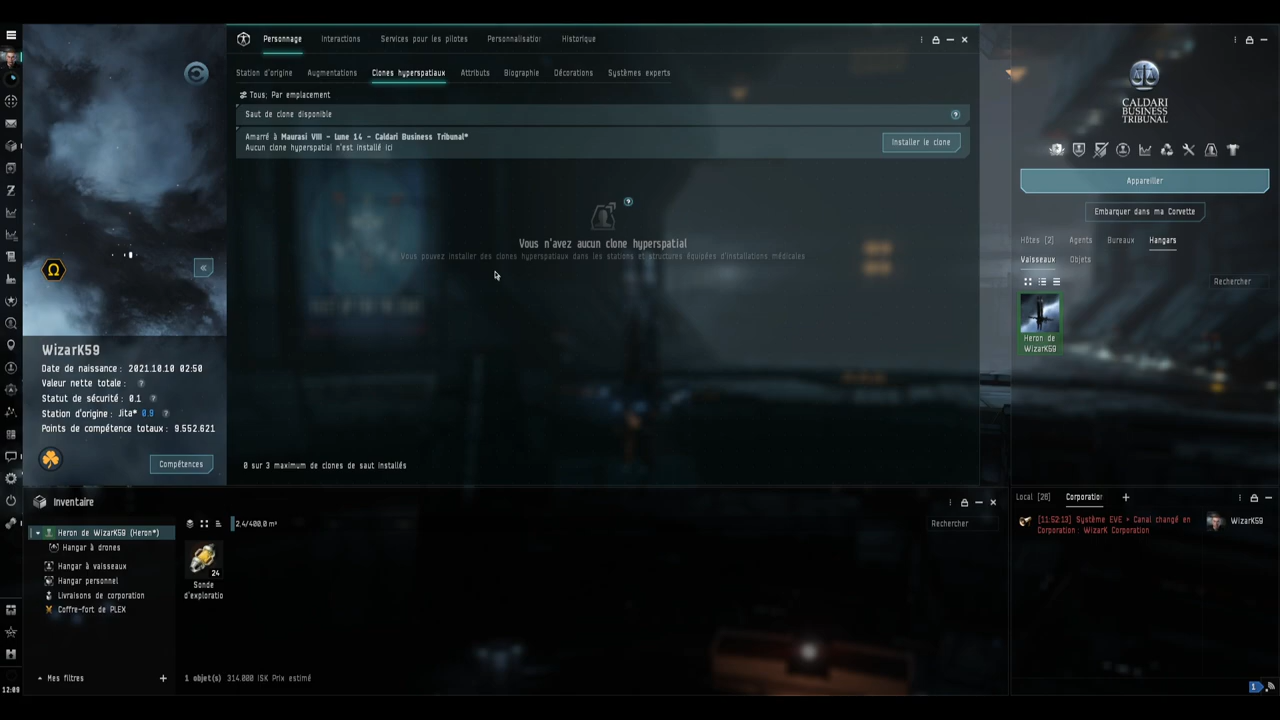 Personnage
Interactions
Services pour les pilotes
Personnalisation
Historique
Station d'origine
Augmentations
Clones hyperspatiaux
Attributs
Biographie
Décorations
Systèmes experts
Tous; Par emplacement
Saut de clone disponible
Amarré à Maurasi VIII - Lune 14 - Caldari Business Tribunal*
Aucun clone hyperspatial n'est installé ici
Installer le clone
Vous n'avez aucun clone hyperspatial
Vous pouvez installer des clones hyperspatiaux dans les stations et structures équipées d'installations médicales
0 sur 3 maximum de clones de saut installés
Ω
WizarK59
Date de naissance : 2021.10.10 02:50
Valeur nette totale :
Statut de sécurité : 0.1
Station d'origine : Jita* 0.9
Points de compétence totaux : 9.552.621
Compétences
CALDARI
BUSINESS
TRIBUNAL
Appareiller
Embarquer dans ma Corvette
Hôtes [2]
Agents
Bureaux
Hangars
Vaisseaux
Objets
Rechercher
Heron de
WizarK59
Inventaire
Heron de WizarK59 (Heron*)
Hangar à drones
Hangar à vaisseaux
Hangar personnel
Livraisons de corporation
Coffre-fort de PLEX
Mes filtres
2,4/400,0 m³
Rechercher
24
Sonde
d'exploratio
1 objet(s) 314.000 ISK Prix estimé
Local [26]
Corporation
[11:52:13] Système EVE > Canal changé en
Corporation : WizarK Corporation
WizarK59
1
12:09